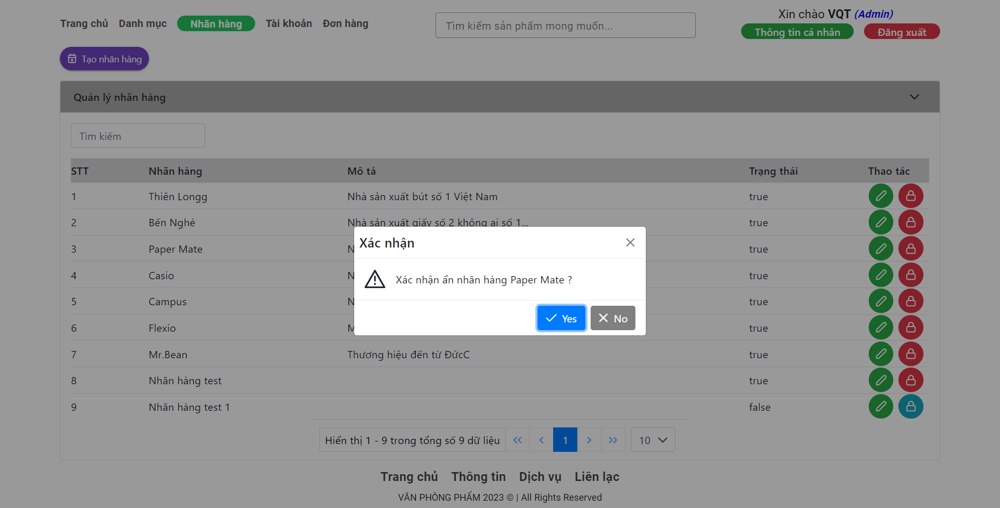 Trang chủ Danh mục Nhãn hàng Tài khoản Đơn hàng
Tìm kiếm sản phẩm mong muốn...
Xin chào VQT (Admin)
Thông tin cá nhân Đăng xuất
Tạo nhãn hàng
Quản lý nhãn hàng
Tìm kiếm
STT Nhãn hàng Mô tả Trạng thái Thao tác
1 Thiên Longg Nhà sản xuất bút số 1 Việt Nam true
2 Bến Nghé Nhà sản xuất giấy số 2 không ai số 1... true
3 Paper Mate N true
4 Casio N true
5 Campus N true
6 Flexio M true
7 Mr.Bean Thương hiệu đến từ ĐứcC true
8 Nhãn hàng test true
9 Nhãn hàng test 1 false
Xác nhận
Xác nhận ẩn nhãn hàng Paper Mate ?
Yes No
Hiển thị 1 - 9 trong tổng số 9 dữ liệu 1 10
Trang chủ Thông tin Dịch vụ Liên lạc
VĂN PHÒNG PHẨM 2023 © | All Rights Reserved